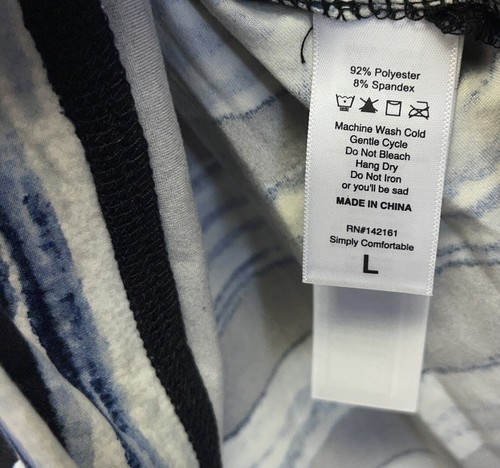 92% Polyester
8% Spandex
Machine Wash Cold
Gentle Cycle
Do Not Bleach
Hang Dry
Do Not Iron
or you'll be sad
MADE IN CHINA
RN#142161
Simply Comfortable
L